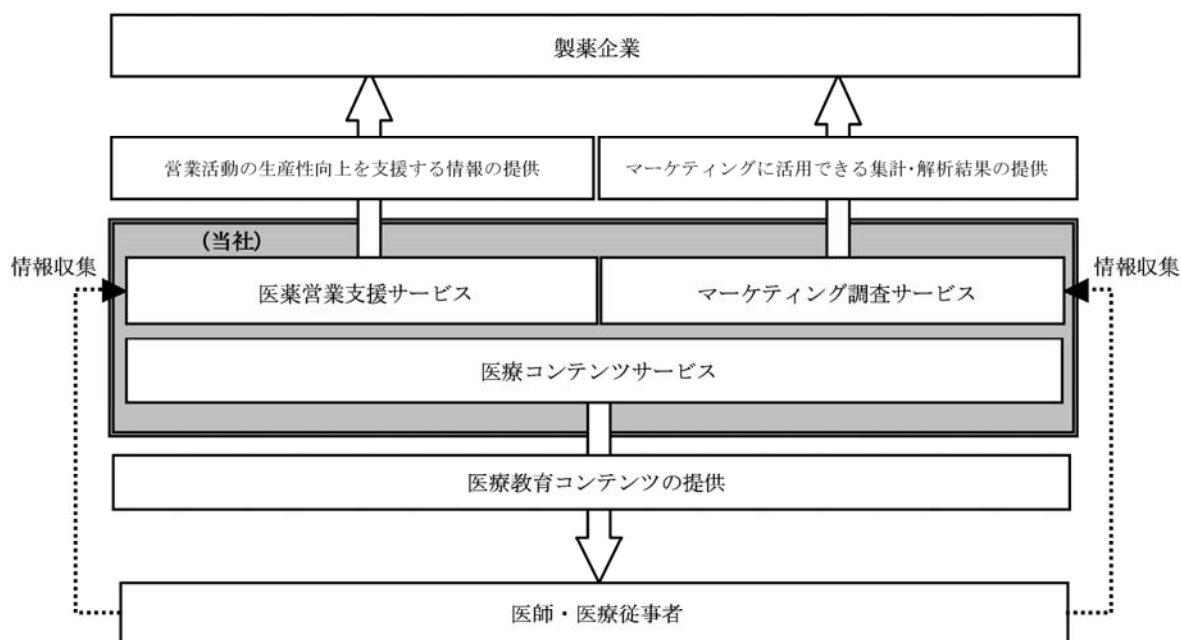 製薬企業
営業活動の生産性向上を支援する情報の提供
マーケティングに活用できる集計・解析結果の提供
(当社)
情報収集
情報収集
医薬営業支援サービス
マーケティング調査サービス
医療コンテンツサービス
医療教育コンテンツの提供
医師・医療従事者